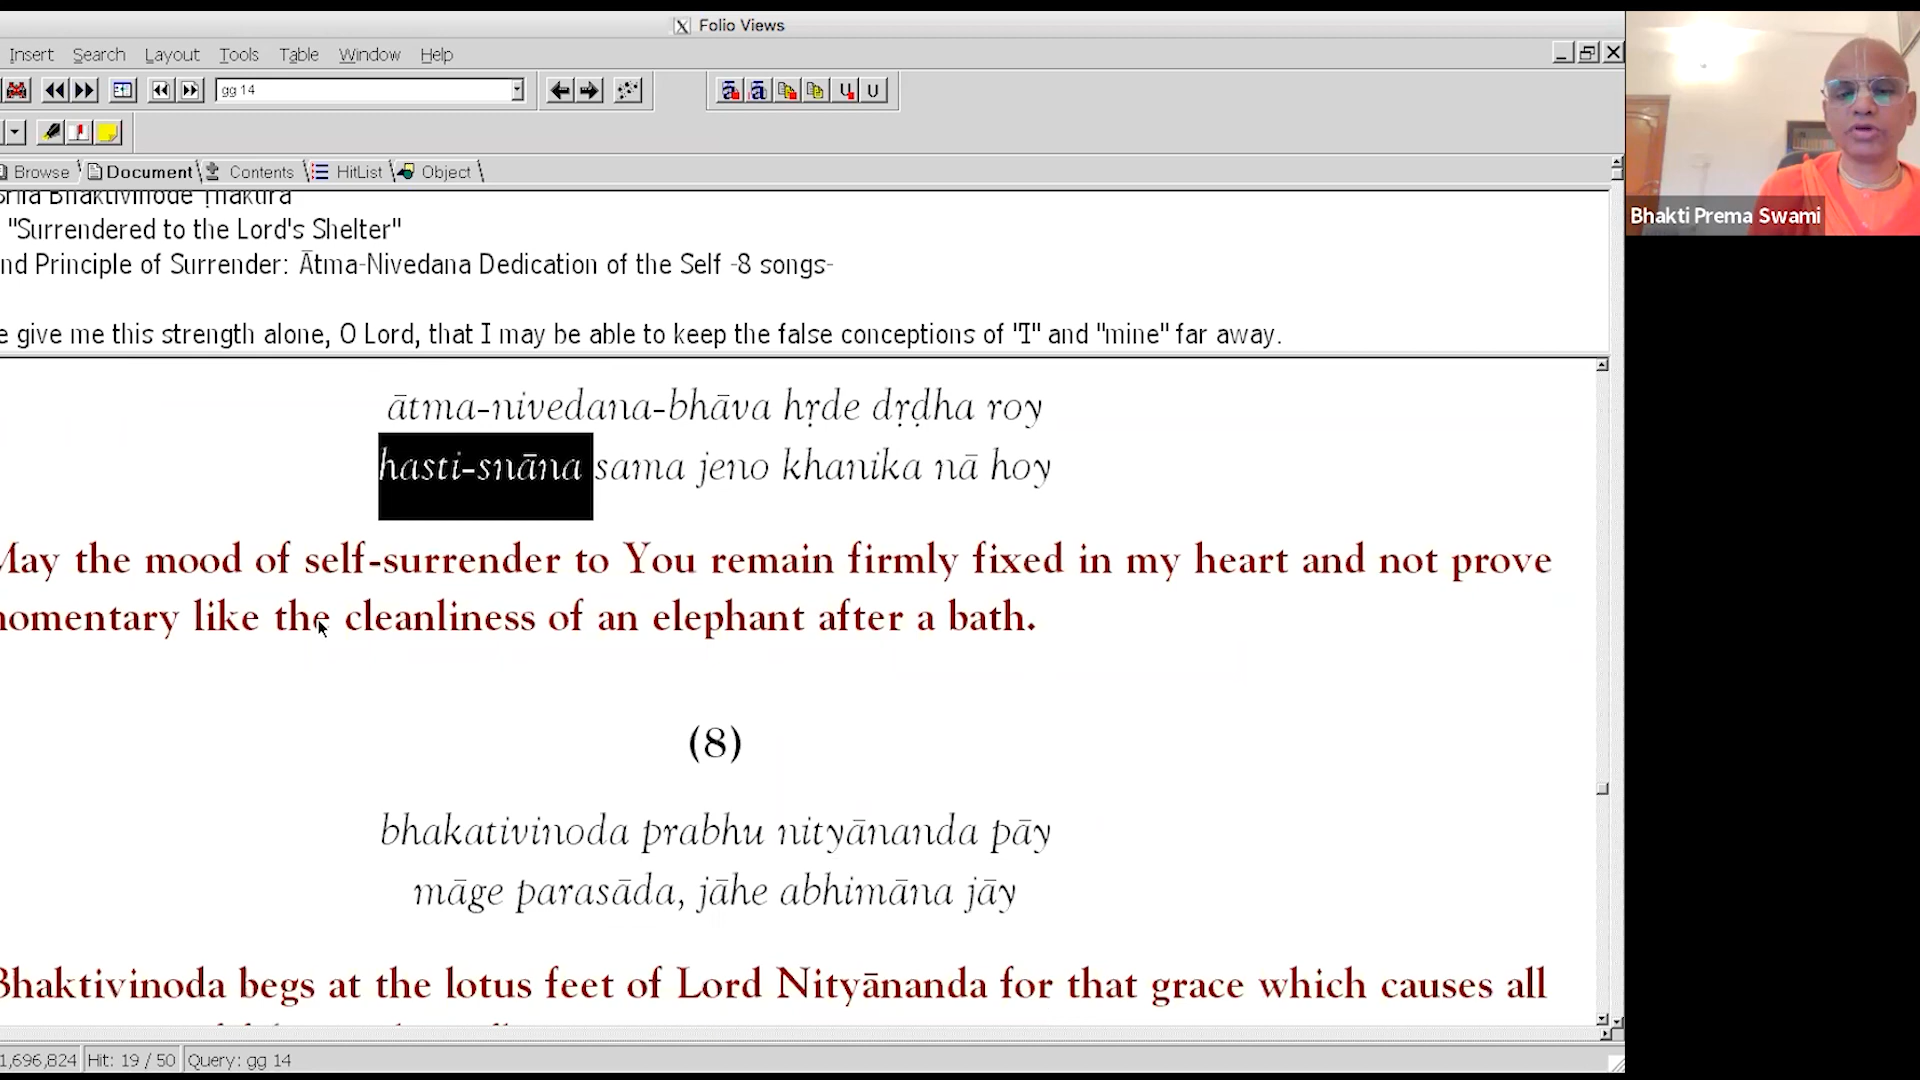 Folio Views
Insert Search Layout Tools Table Window Help
gg 14
Browse Document Contents HitList Object
Bhaktivinode Ṭhākura
"Surrendered to the Lord's Shelter"
Principle of Surrender: Ātma-Nivedana Dedication of the Self -8 songs-
give me this strength alone, O Lord, that I may be able to keep the false conceptions of "I" and "mine" far away.
ātma-nivedana-bhāva hṛde dṛḍha roy
hasti-snāna sama jeno khanika nā hoy
May the mood of self-surrender to You remain firmly fixed in my heart and not prove
momentary like the cleanliness of an elephant after a bath.
(8)
bhakativinoda prabhu nityānanda pāy
māge parasāda, jāhe abhimāna jāy
Bhaktivinoda begs at the lotus feet of Lord Nityānanda for that grace which causes all
1,696,824 Hit: 19 / 50 Query: gg 14
Bhakti Prema Swami